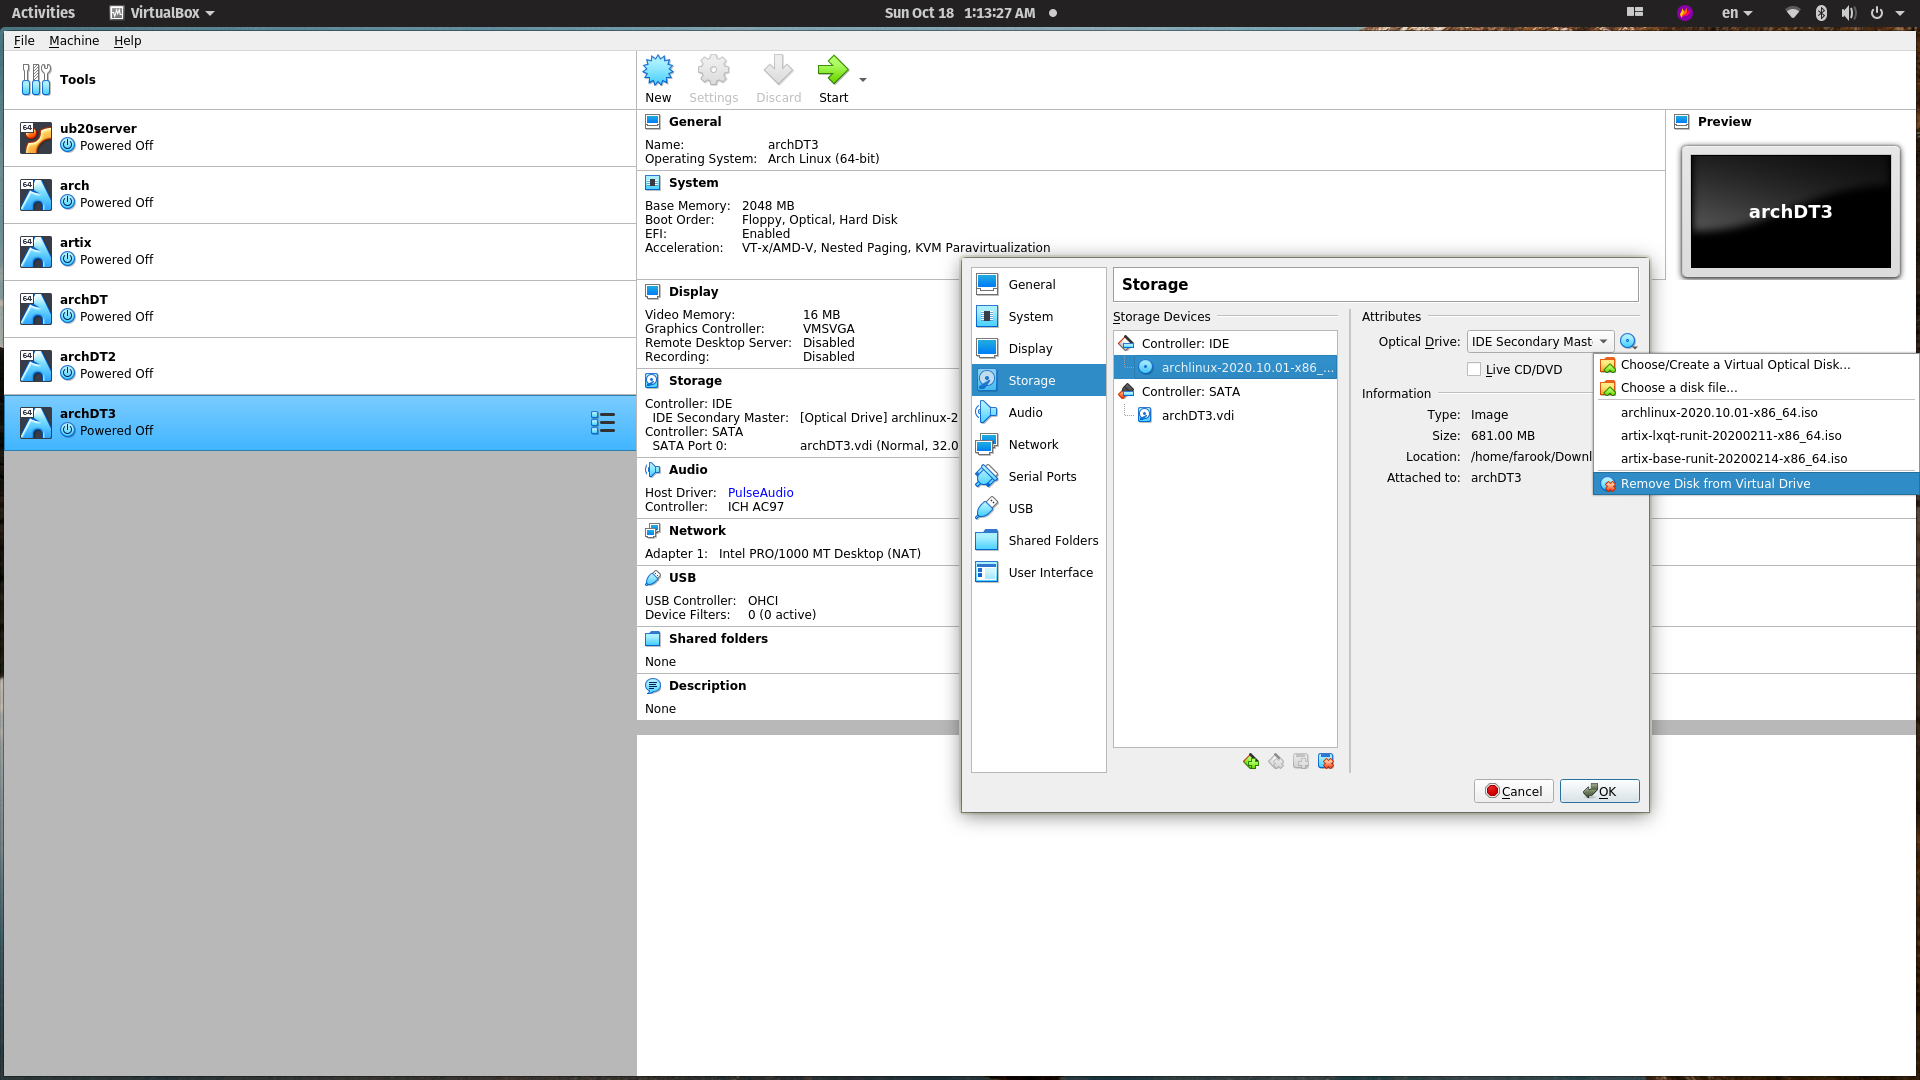 Activities VirtualBox Sun Oct 18 1:13:27 AM en
File Machine Help
Tools
New Settings Discard Start
64 ub20server
Powered Off
64 arch
Powered Off
64 artix
Powered Off
64 archDT
Powered Off
64 archDT2
Powered Off
64 archDT3
Powered Off
General
Name: archDT3
Operating System: Arch Linux (64-bit)
System
Base Memory: 2048 MB
Boot Order: Floppy, Optical, Hard Disk
EFI: Enabled
Acceleration: VT-x/AMD-V, Nested Paging, KVM Paravirtualization
Display
Video Memory: 16 MB
Graphics Controller: VMSVGA
Remote Desktop Server: Disabled
Recording: Disabled
Storage
Controller: IDE
IDE Secondary Master: [Optical Drive] archlinux-2
Controller: SATA
SATA Port 0: archDT3.vdi (Normal, 32.0
Audio
Host Driver: PulseAudio
Controller: ICH AC97
Network
Adapter 1: Intel PRO/1000 MT Desktop (NAT)
USB
USB Controller: OHCI
Device Filters: 0 (0 active)
Shared folders
None
Description
None
Preview
archDT3
General
System
Display
Storage
Audio
Network
Serial Ports
USB
Shared Folders
User Interface
Storage
Storage Devices
Controller: IDE
archlinux-2020.10.01-x86_...
Controller: SATA
archDT3.vdi
Attributes
Optical Drive: IDE Secondary Mast
Live CD/DVD
Information
Type: Image
Size: 681.00 MB
Location: /home/farook/Downl
Attached to: archDT3
Choose/Create a Virtual Optical Disk...
Choose a disk file...
archlinux-2020.10.01-x86_64.iso
artix-lxqt-runit-20200211-x86_64.iso
artix-base-runit-20200214-x86_64.iso
Remove Disk from Virtual Drive
Cancel OK